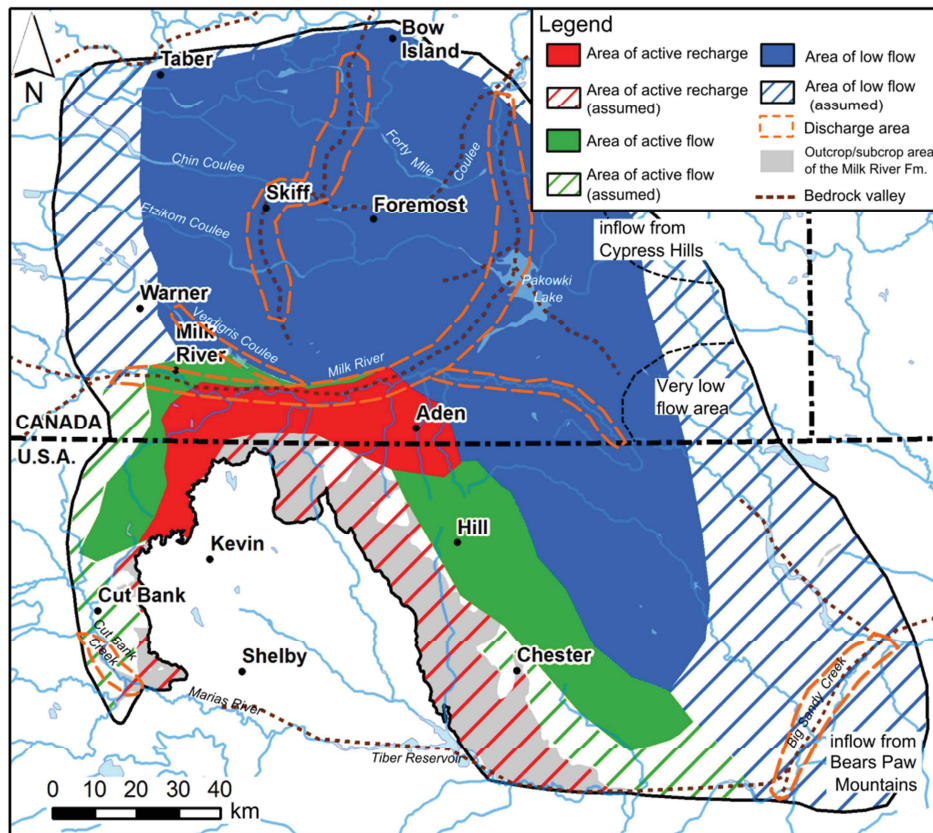 Legend
Area of active recharge
Area of active recharge
(assumed)
Area of active flow
Area of active flow
(assumed)
Area of low flow
Area of low flow
(assumed)
Discharge area
Outcrop/subcrop area
of the Milk River Fm.
Bedrock valley
N
Bow
Island
Taber
Chin Coulee
Forty Mile
Coulee
Skiff
Foremost
Etzikom Coulee
inflow from
Cypress Hills
Pakowki
Lake
Warner
Verdigris Coulee
Milk
River
Milk River
Very low
flow area
Aden
CANADA
U.S.A.
Hill
Kevin
Cut Bank
Cut Bank
Creek
Shelby
Chester
Marias River
Big Sandy Creek
Tiber Reservoir
inflow from
Bears Paw
Mountains
0 10 20 30 40
km